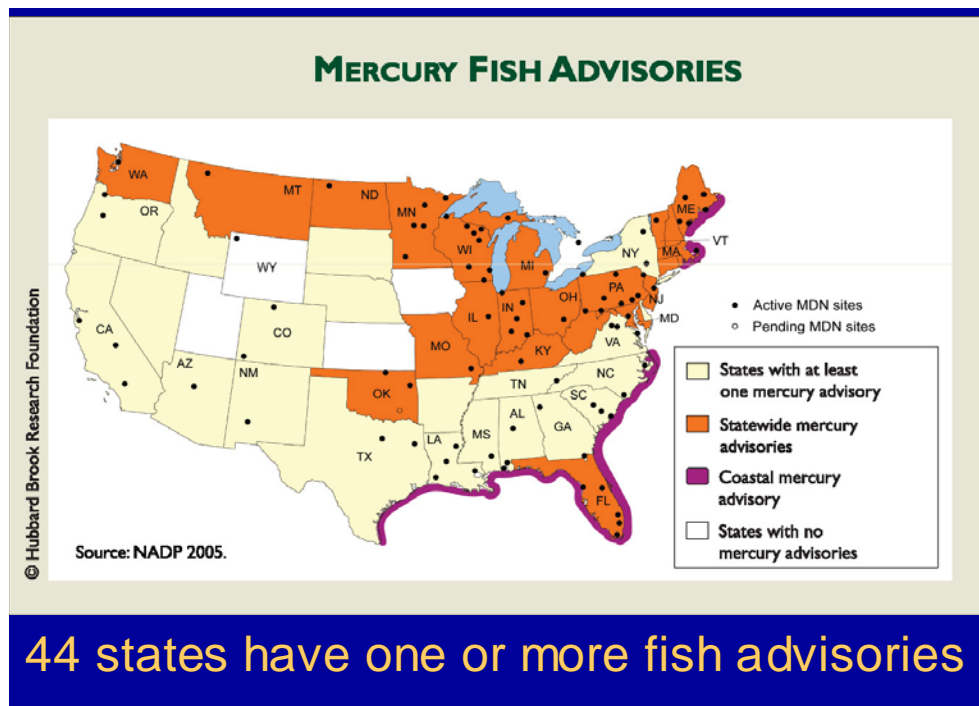 MERCURY FISH ADVISORIES
WA
MT
ND
OR
MN
ME
WI
VT
WY
MI
NY
MA
PA
OH
NJ
IL
IN
MD
CA
CO
VA
MO
KY
AZ
NM
OK
TN
NC
SC
AL
MS
GA
LA
TX
FL
Active MDN sites
Pending MDN sites
States with at least
one mercury advisory
Statewide mercury
advisories
Coastal mercury
advisory
States with no
mercury advisories
Source: NADP 2005.
© Hubbard Brook Research Foundation
44 states have one or more fish advisories